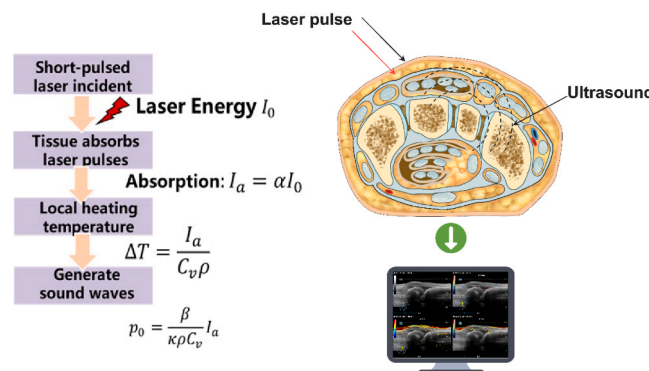 Short-pulsed
laser incident
Laser Energy I₀
Tissue absorbs
laser pulses
Absorption: Iₐ = αI₀
Local heating
temperature
ΔT = Iₐ / Cᵥρ
Generate
sound waves
p₀ = β / κρCᵥ Iₐ
Laser pulse
Ultrasound